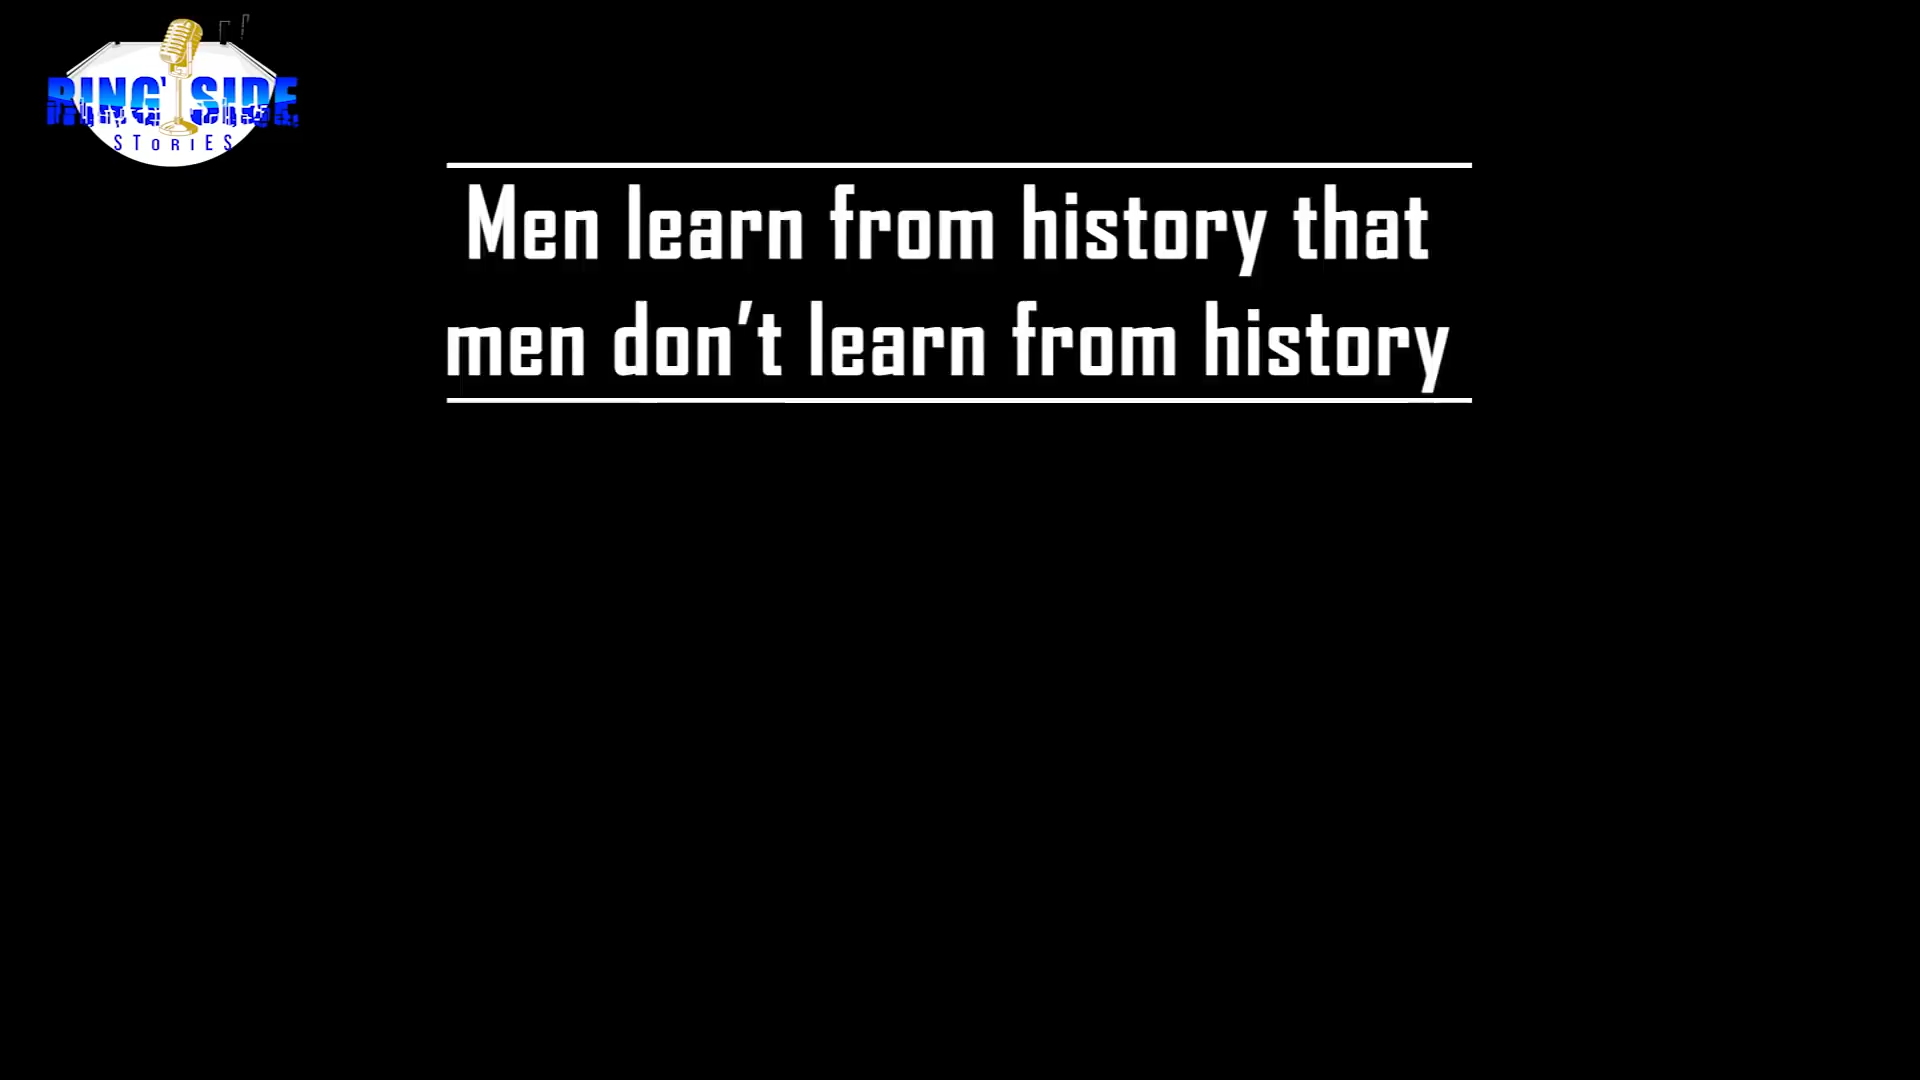 RING SIDE
STORIES
Men learn from history that
men don’t learn from history